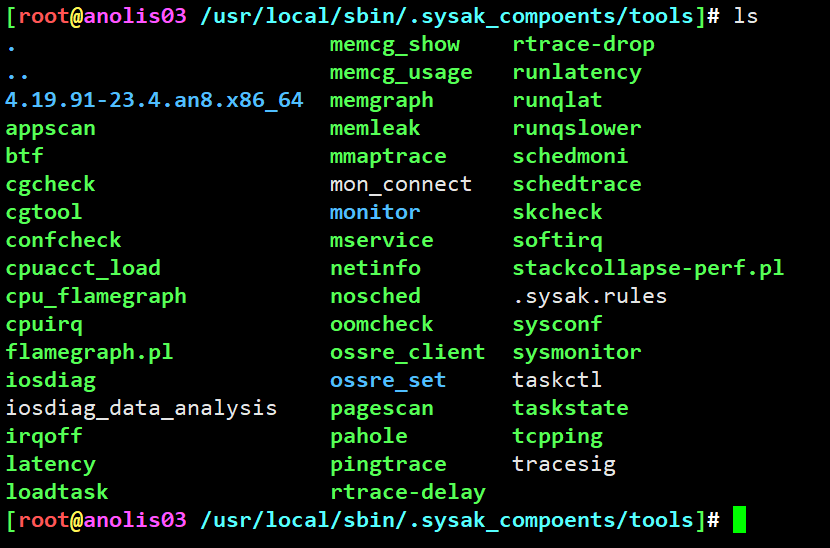 [root@anolis03 /usr/local/sbin/.sysak_compoents/tools]# ls
. memcg_show rtrace-drop
.. memcg_usage runlatency
4.19.91-23.4.an8.x86_64 memgraph runqlat
appscan memleak runqslower
btf mmaptrace schedmoni
cgcheck mon_connect schedtrace
cgtool monitor skcheck
confcheck mservice softirq
cpuacct_load netinfo stackcollapse-perf.pl
cpu_flamegraph nosched .sysak.rules
cpuirq oomcheck sysconf
flamegraph.pl ossre_client sysmonitor
iosdiag ossre_set taskctl
iosdiag_data_analysis pagescan taskstate
irqoff pahole tcpping
latency pingtrace tracesig
loadtask rtrace-delay
[root@anolis03 /usr/local/sbin/.sysak_compoents/tools]#